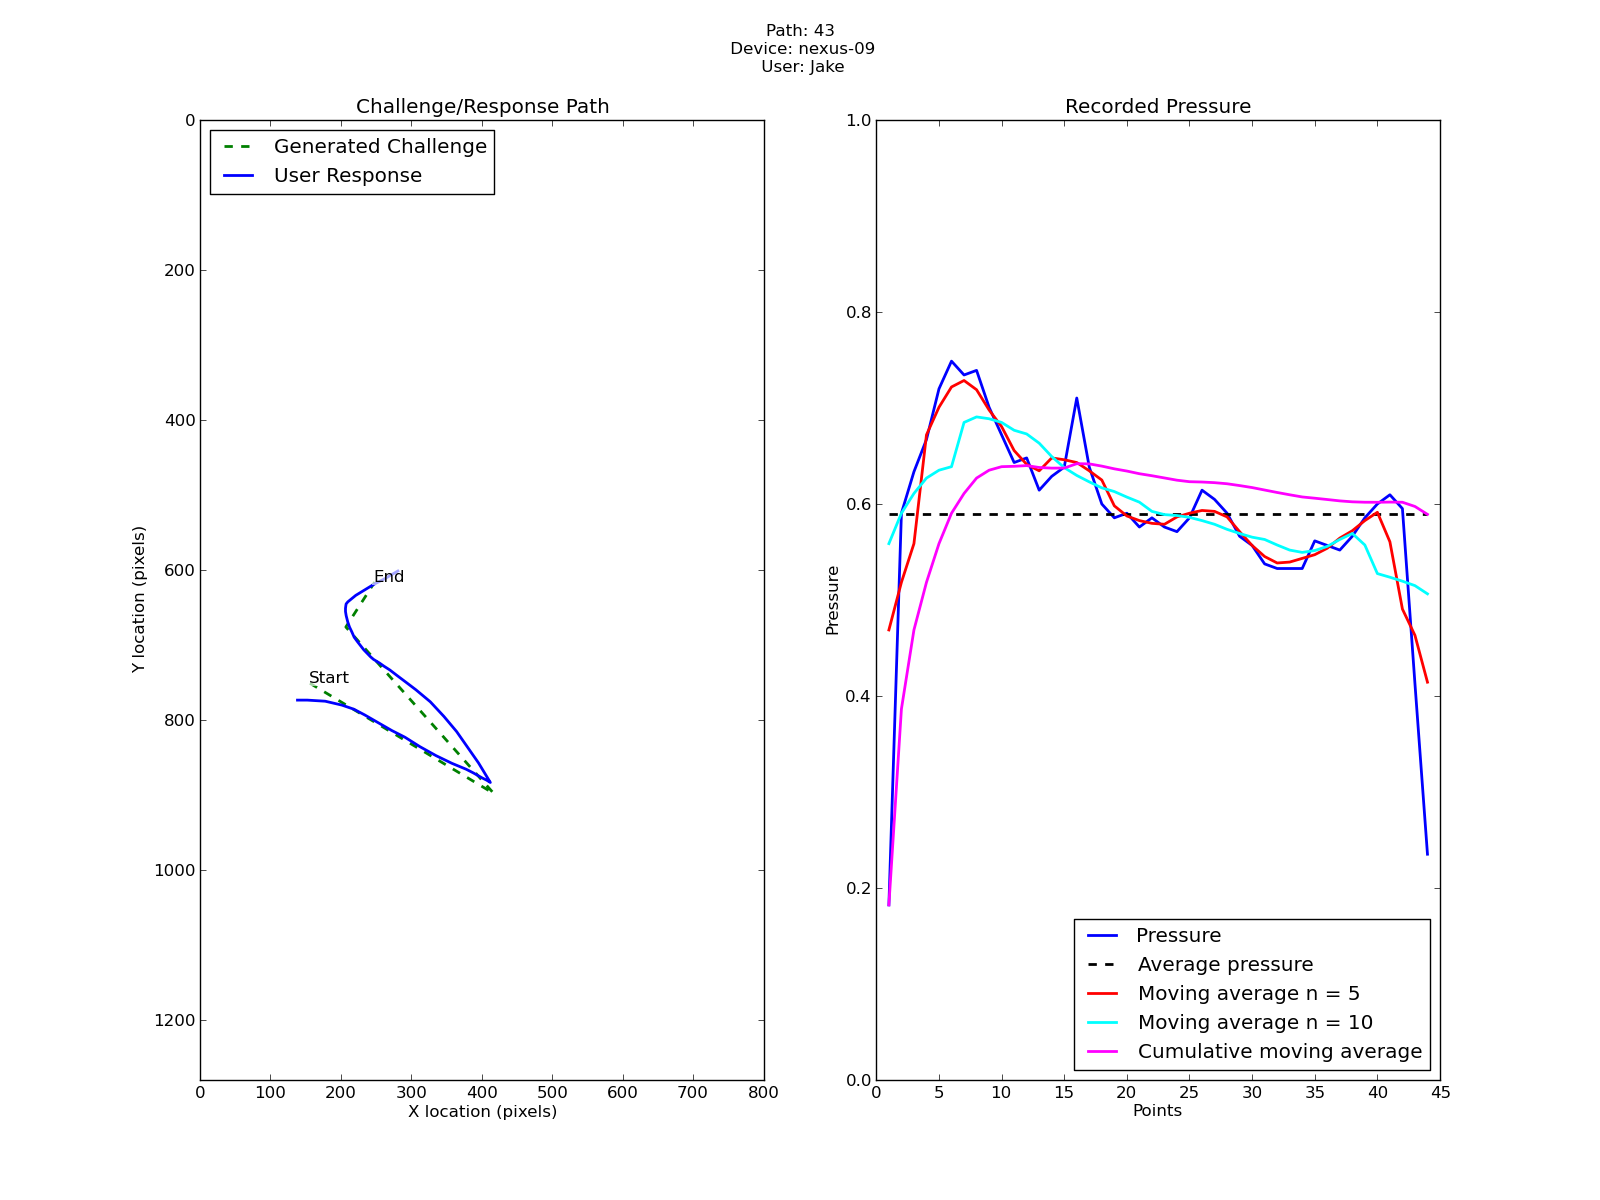 Path: 43
Device: nexus-09
User: Jake
Challenge/Response Path
Generated Challenge
User Response
0
200
400
600
800
1000
1200
Y location (pixels)
End
Start
0 100 200 300 400 500 600 700 800
X location (pixels)
Recorded Pressure
1.0
0.8
0.6
0.4
0.2
0.0
Pressure
Pressure
Average pressure
Moving average n = 5
Moving average n = 10
Cumulative moving average
0 5 10 15 20 25 30 35 40 45
Points